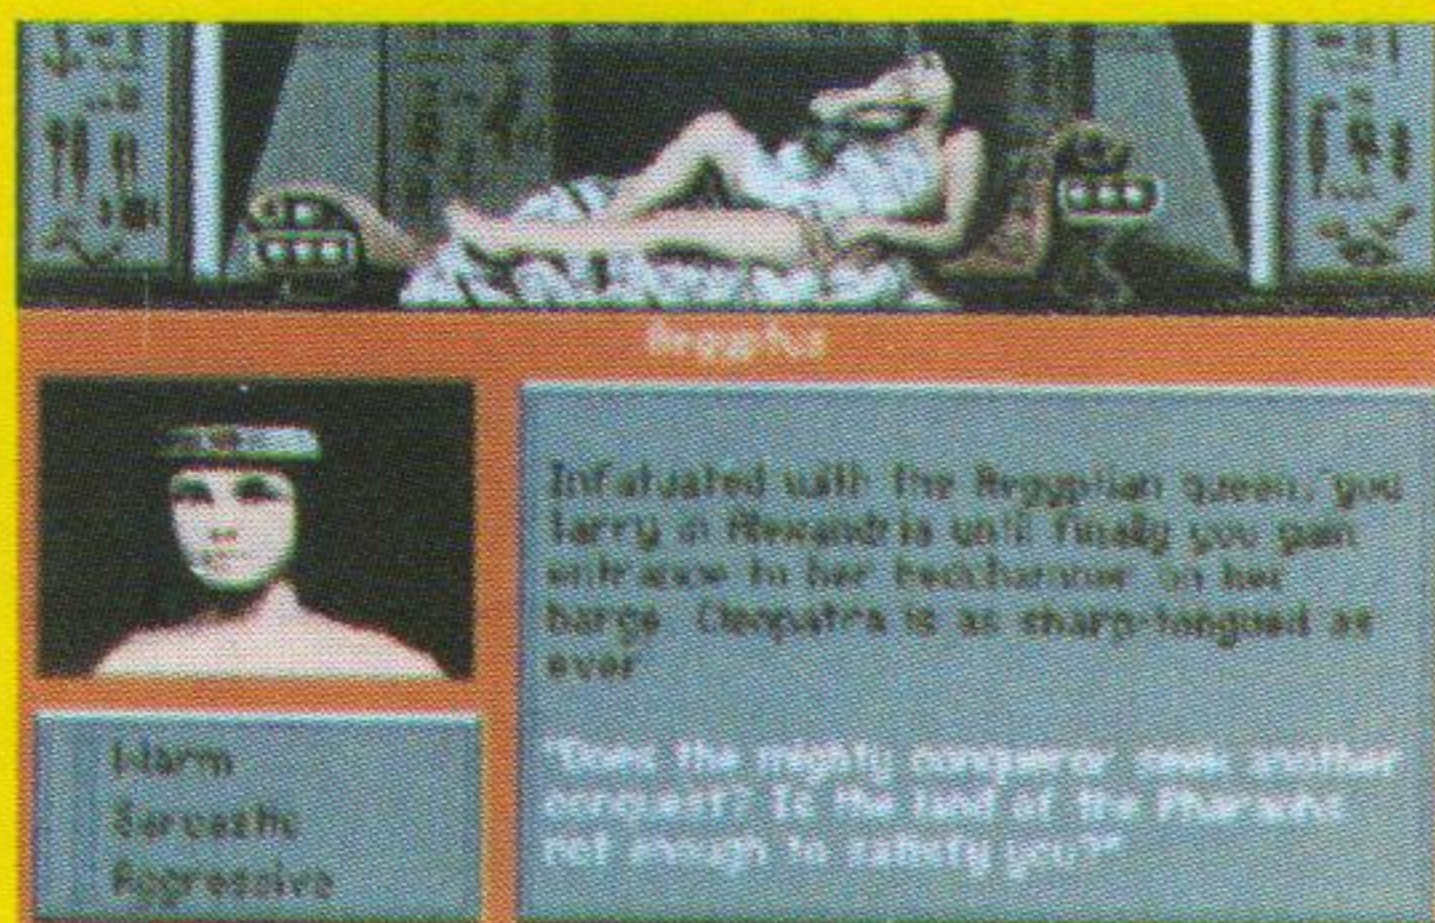 Aegyptus
Infatuated with the Aegyptian queen, you
tarry in Alexandria until finally you gain
entrance to her bedchamber on her
barge. Cleopatra is as sharp-tongued as
ever
"Does the mighty conqueror seek another
conquest? Is the land of the Pharaohs
not enough to satisfy you?"
Warm
Sarcastic
Aggressive